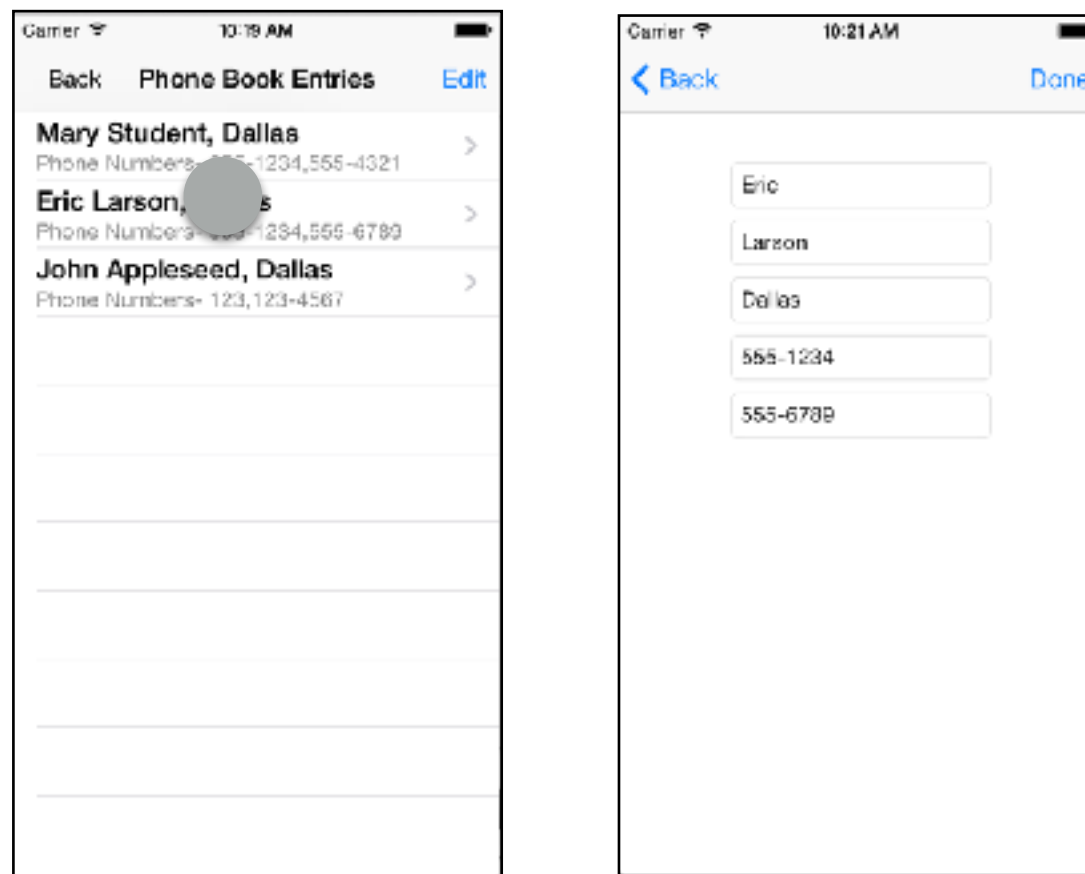 Carrier 10:19 AM
Back Phone Book Entries Edit
Mary Student, Dallas
Phone Numbers- -1234,555-4321
Eric Larson, s
Phone Numbers- -1234,555-6789
John Appleseed, Dallas
Phone Numbers- 123,123-4567
Carrier 10:21 AM
Back Done
Eric
Larson
Dallas
555-1234
555-6789